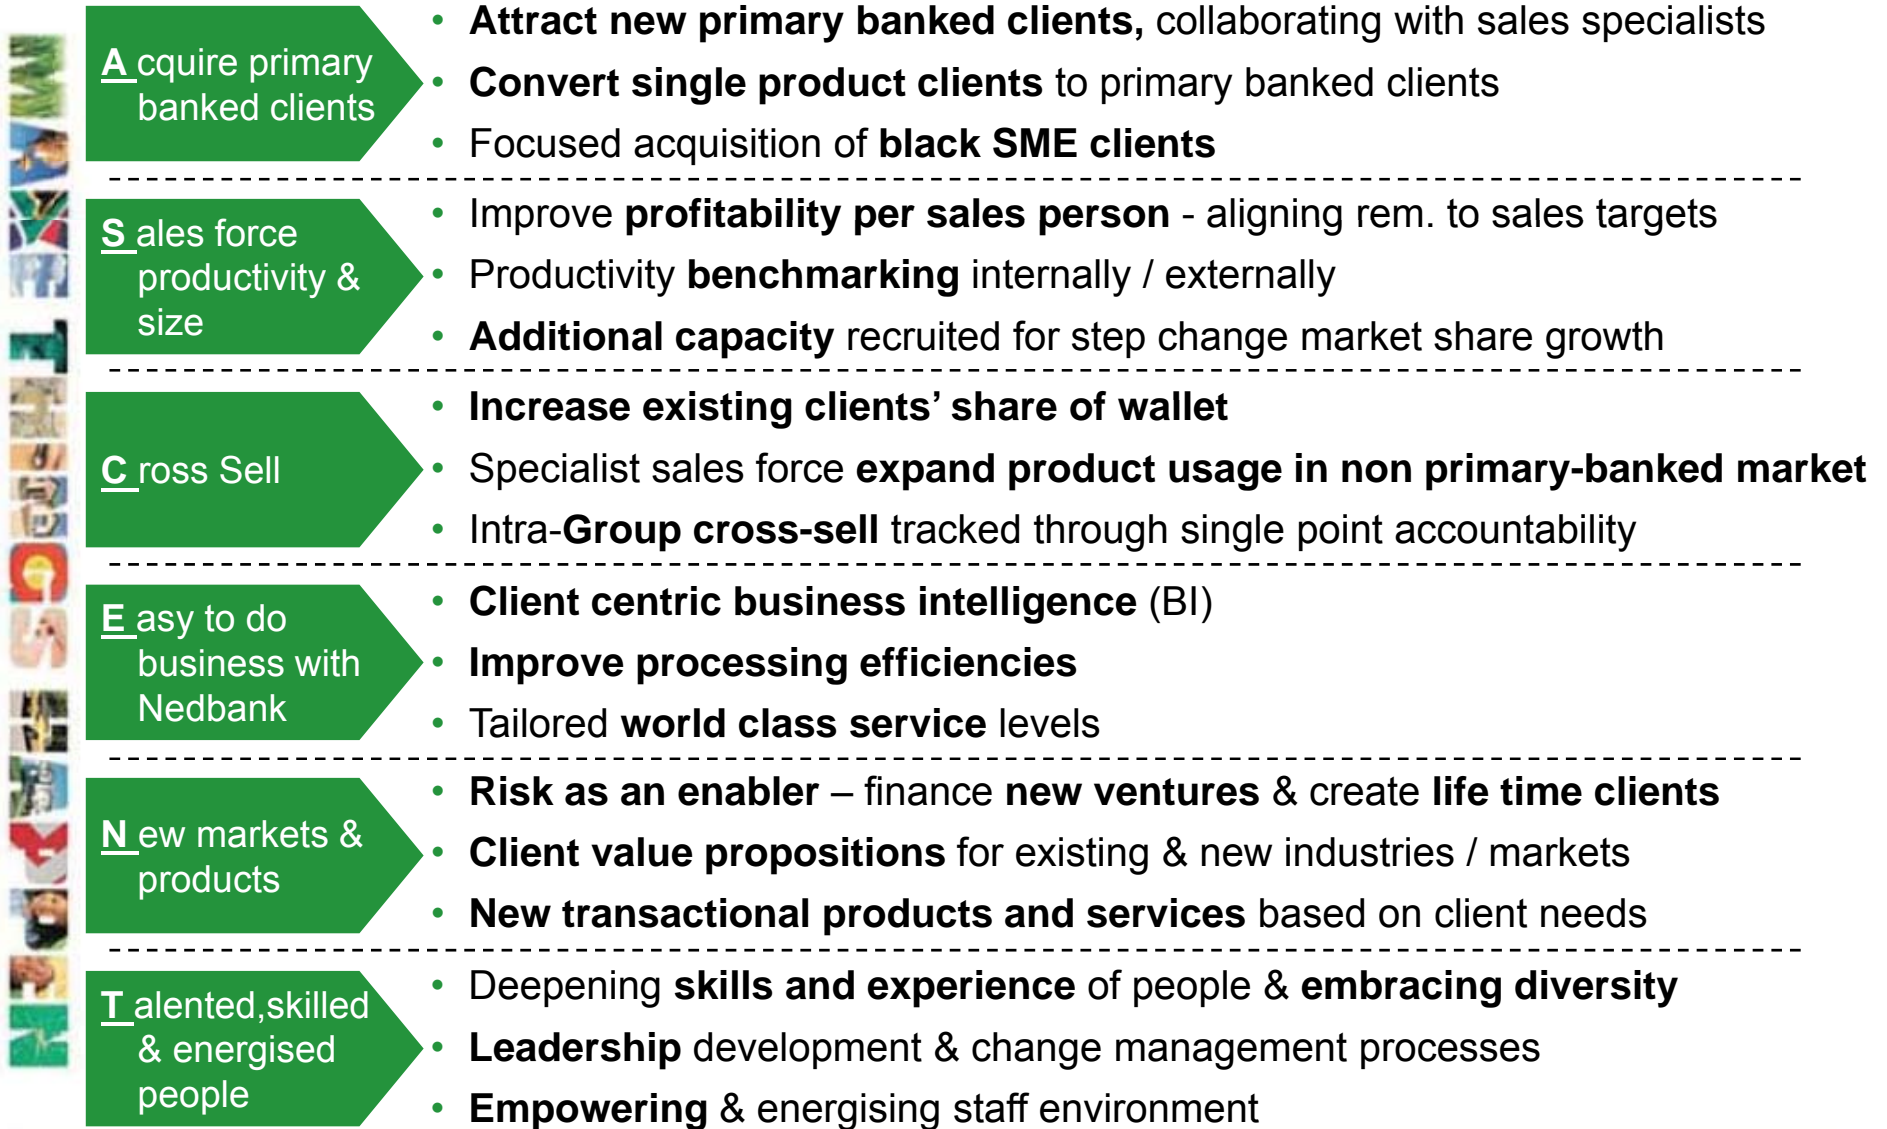 A cquire primary
banked clients
• Attract new primary banked clients, collaborating with sales specialists
• Convert single product clients to primary banked clients
• Focused acquisition of black SME clients
S ales force
productivity &
size
• Improve profitability per sales person - aligning rem. to sales targets
• Productivity benchmarking internally / externally
• Additional capacity recruited for step change market share growth
C ross Sell
• Increase existing clients’ share of wallet
• Specialist sales force expand product usage in non primary-banked market
• Intra-Group cross-sell tracked through single point accountability
E asy to do
business with
Nedbank
• Client centric business intelligence (BI)
• Improve processing efficiencies
• Tailored world class service levels
N ew markets &
products
• Risk as an enabler – finance new ventures & create life time clients
• Client value propositions for existing & new industries / markets
• New transactional products and services based on client needs
T alented,skilled
& energised
people
• Deepening skills and experience of people & embracing diversity
• Leadership development & change management processes
• Empowering & energising staff environment
MAKE THINGS HAPPEN